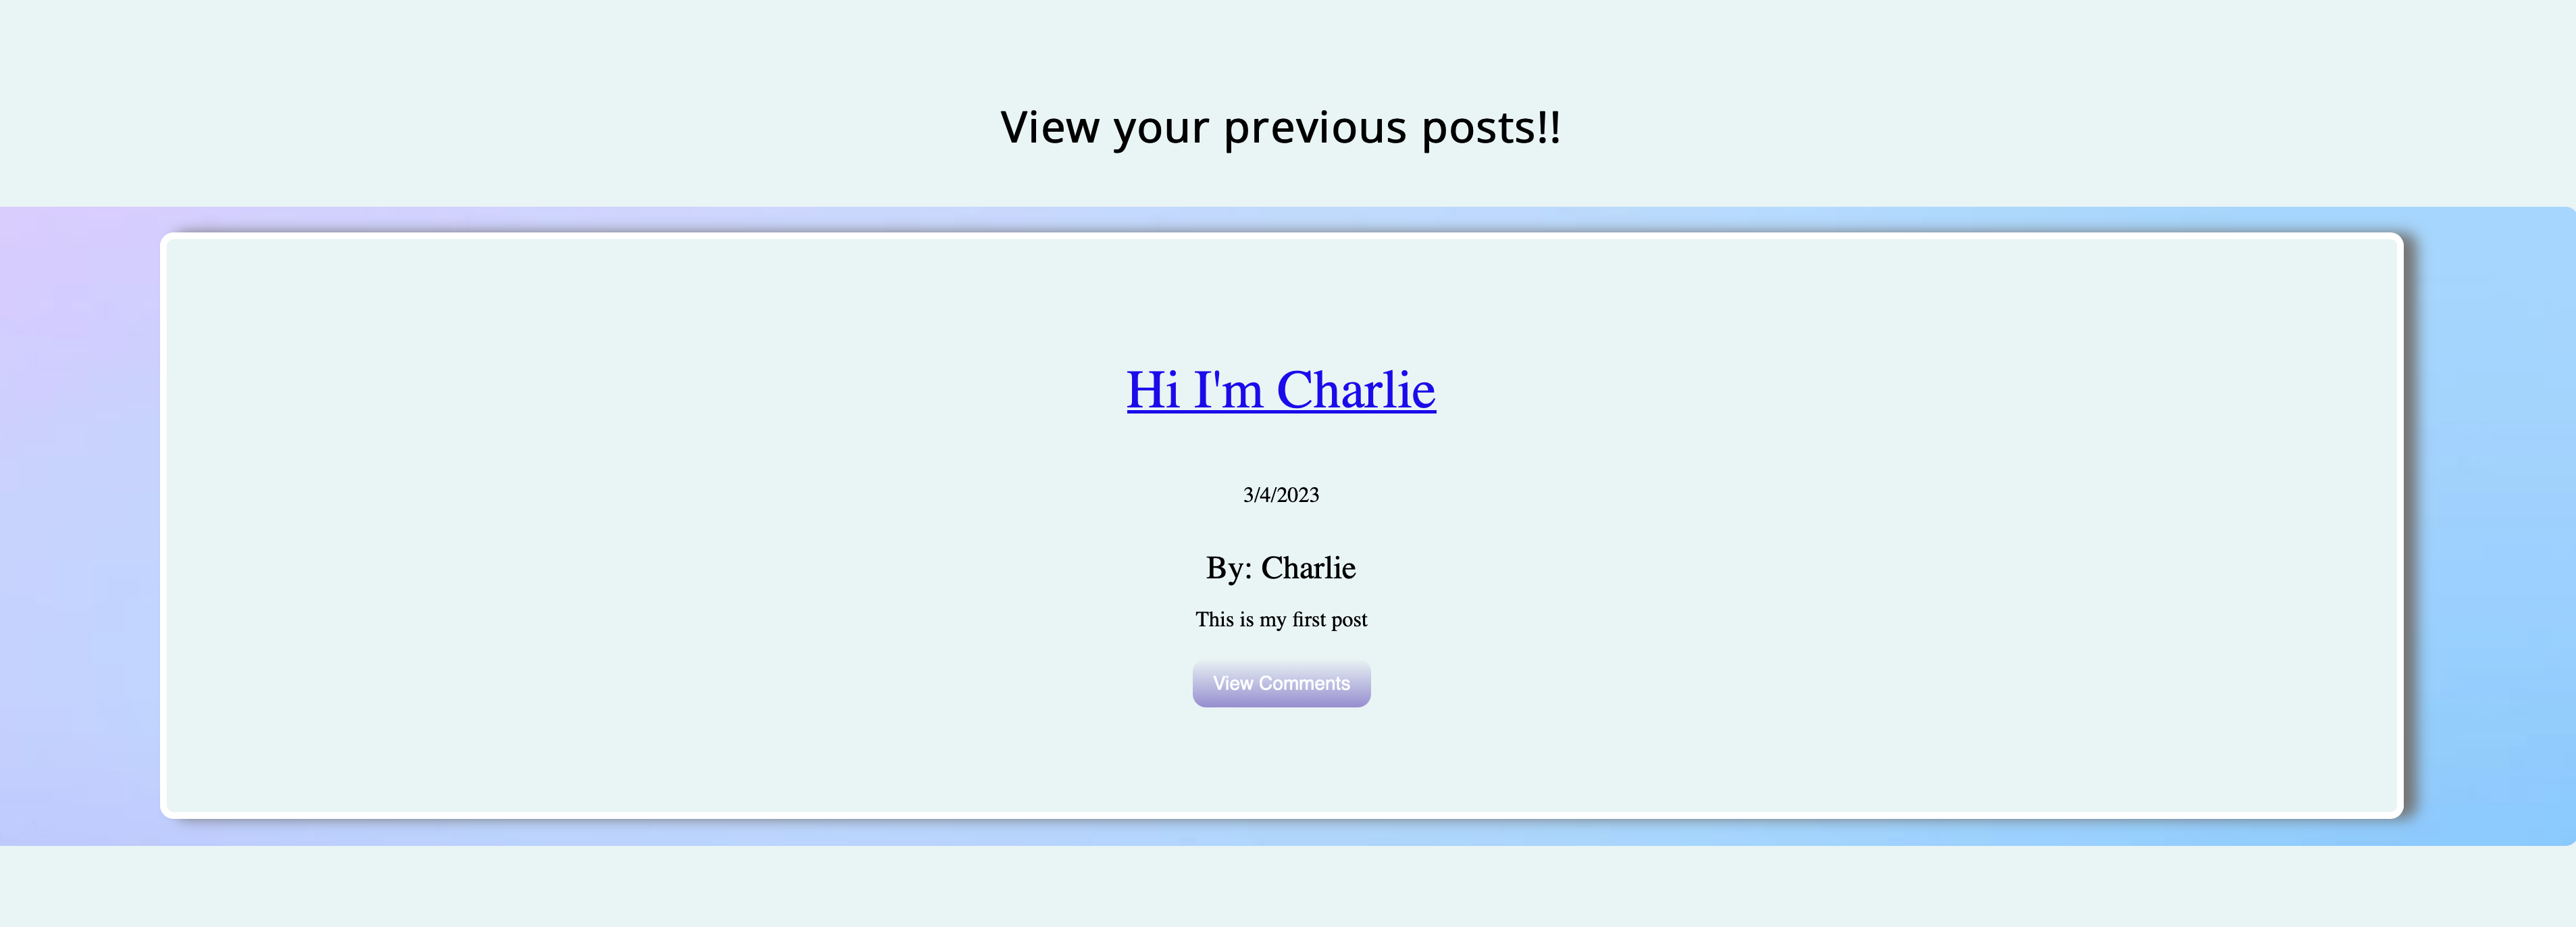 View your previous posts!!
Hi I'm Charlie
3/4/2023
By: Charlie
This is my first post
View Comments